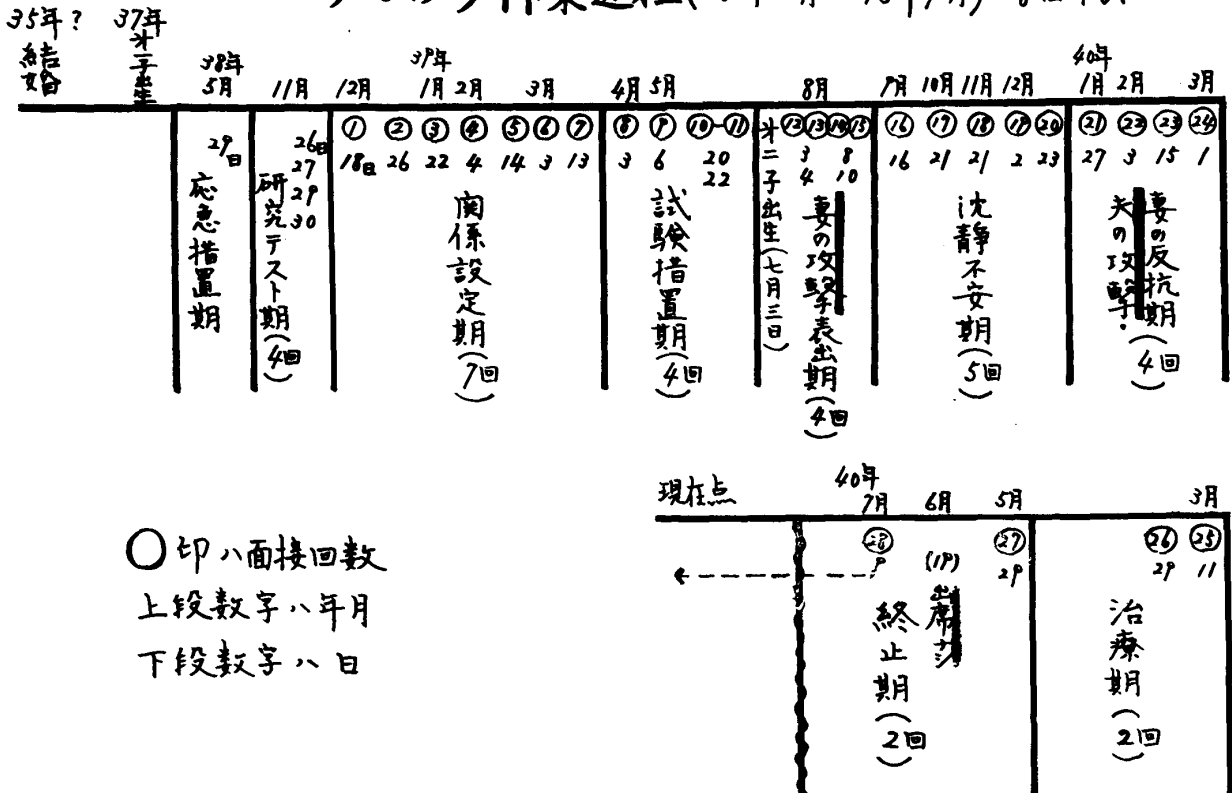 35年? 37年
結婚
第一子出生
38年 39年 40年
5月 11月 12月 1月 2月 3月 4月 5月 8月 9月 10月 11月 12月 1月 2月 3月
① ② ③ ④ ⑤ ⑥ ⑦ ⑧ ⑨ ⑩-⑪ ⑫ ⑬ ⑭ ⑮ ⑯ ⑰ ⑱ ⑲ ⑳ ㉑ ㉒ ㉓ ㉔
29日
応急措置期
26日
27
29
30
研究テスト期(4回)
18日 26 22 4 14 3 13
関係設定期(7回)
3 6 20
22
試験措置期(4回)
第二子出生(七月三日)
3 8
4 10
妻の攻撃表出期(4回)
16 21 21 2 23
沈静不安期(5回)
27 3 15 1
夫の攻撃・
妻の反抗期(4回)
現在点 40年
7月 6月 5月 3月
㉘ ㉗ ㉖ ㉕
9 (19) 29 29 11
出席
終止期(2回)
治療期(2回)
○印ハ面接回数
上段数字ハ年月
下段数字ハ日